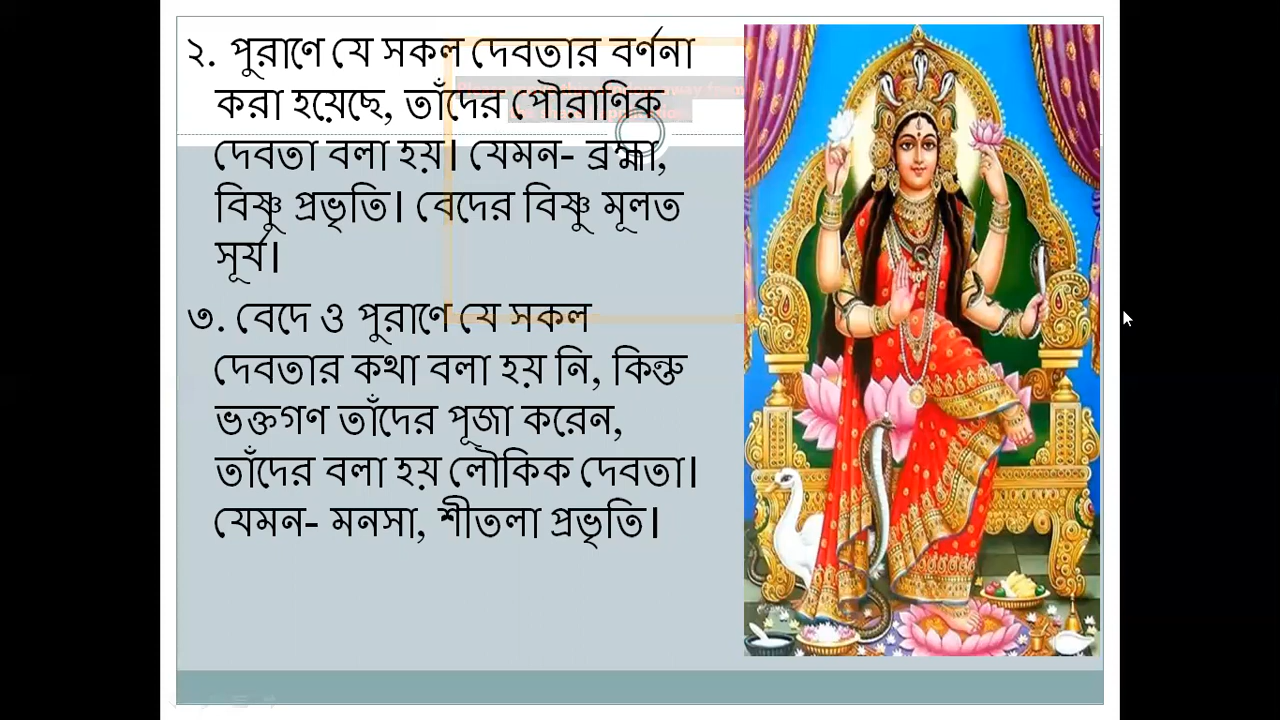 ২. পুরাণে যে সকল দেবতার বর্ণনা
করা হয়েছে, তাঁদের পৌরাণিক
দেবতা বলা হয়। যেমন- ব্রহ্মা,
বিষ্ণু প্রভৃতি। বেদের বিষ্ণু মূলত
সূর্য।
৩. বেদে ও পুরাণে যে সকল
দেবতার কথা বলা হয় নি, কিন্তু
ভক্তগণ তাঁদের পূজা করেন,
তাঁদের বলা হয় লৌকিক দেবতা।
যেমন- মনসা, শীতলা প্রভৃতি।